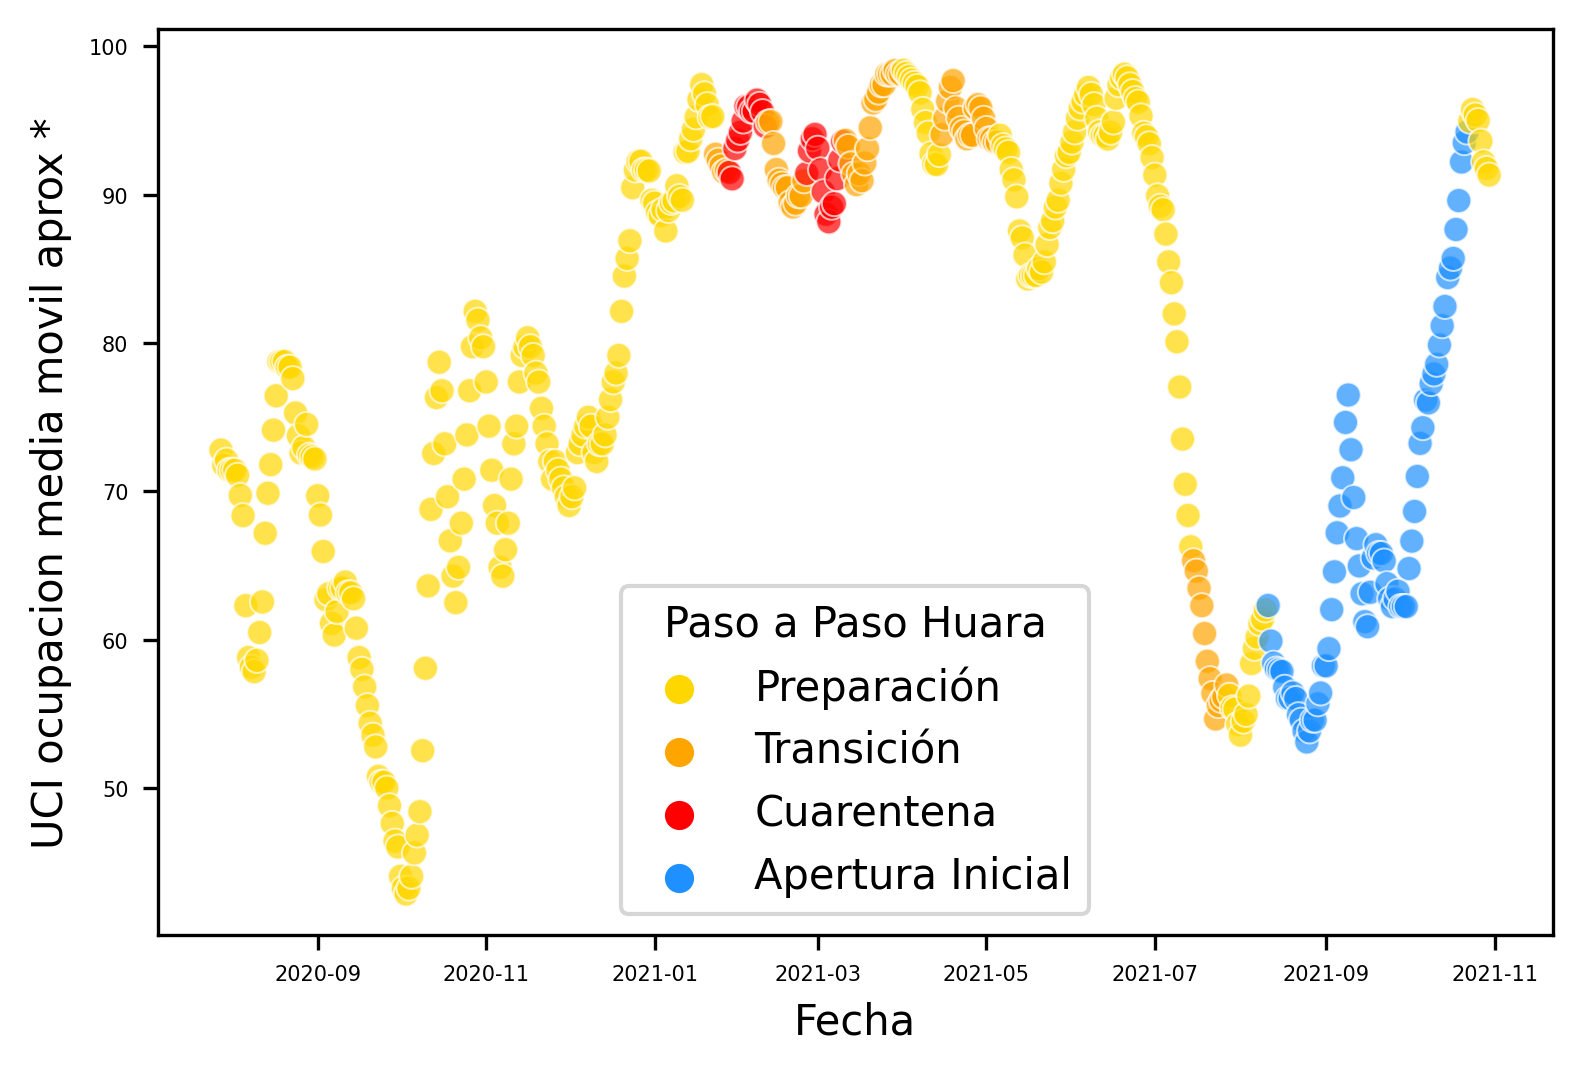 UCI ocupacion media movil aprox *
100
90
80
70
60
50
Paso a Paso Huara
Preparación
Transición
Cuarentena
Apertura Inicial
2020-09 2020-11 2021-01 2021-03 2021-05 2021-07 2021-09 2021-11
Fecha